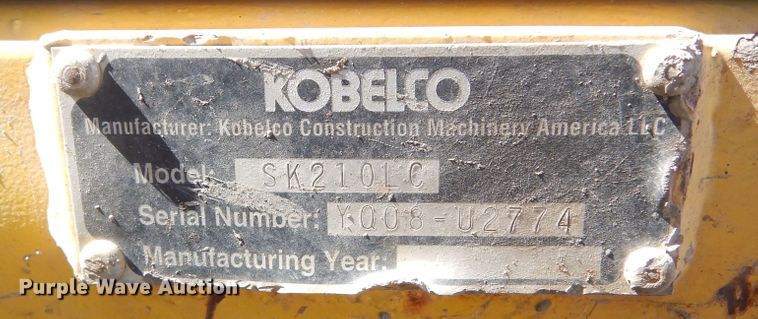 KOBELCO
Manufacturer: Kobelco Construction Machinery America LLC
Model: SK210LC
Serial Number: YQ08-U2774
Manufacturing Year:
Purple Wave Auction